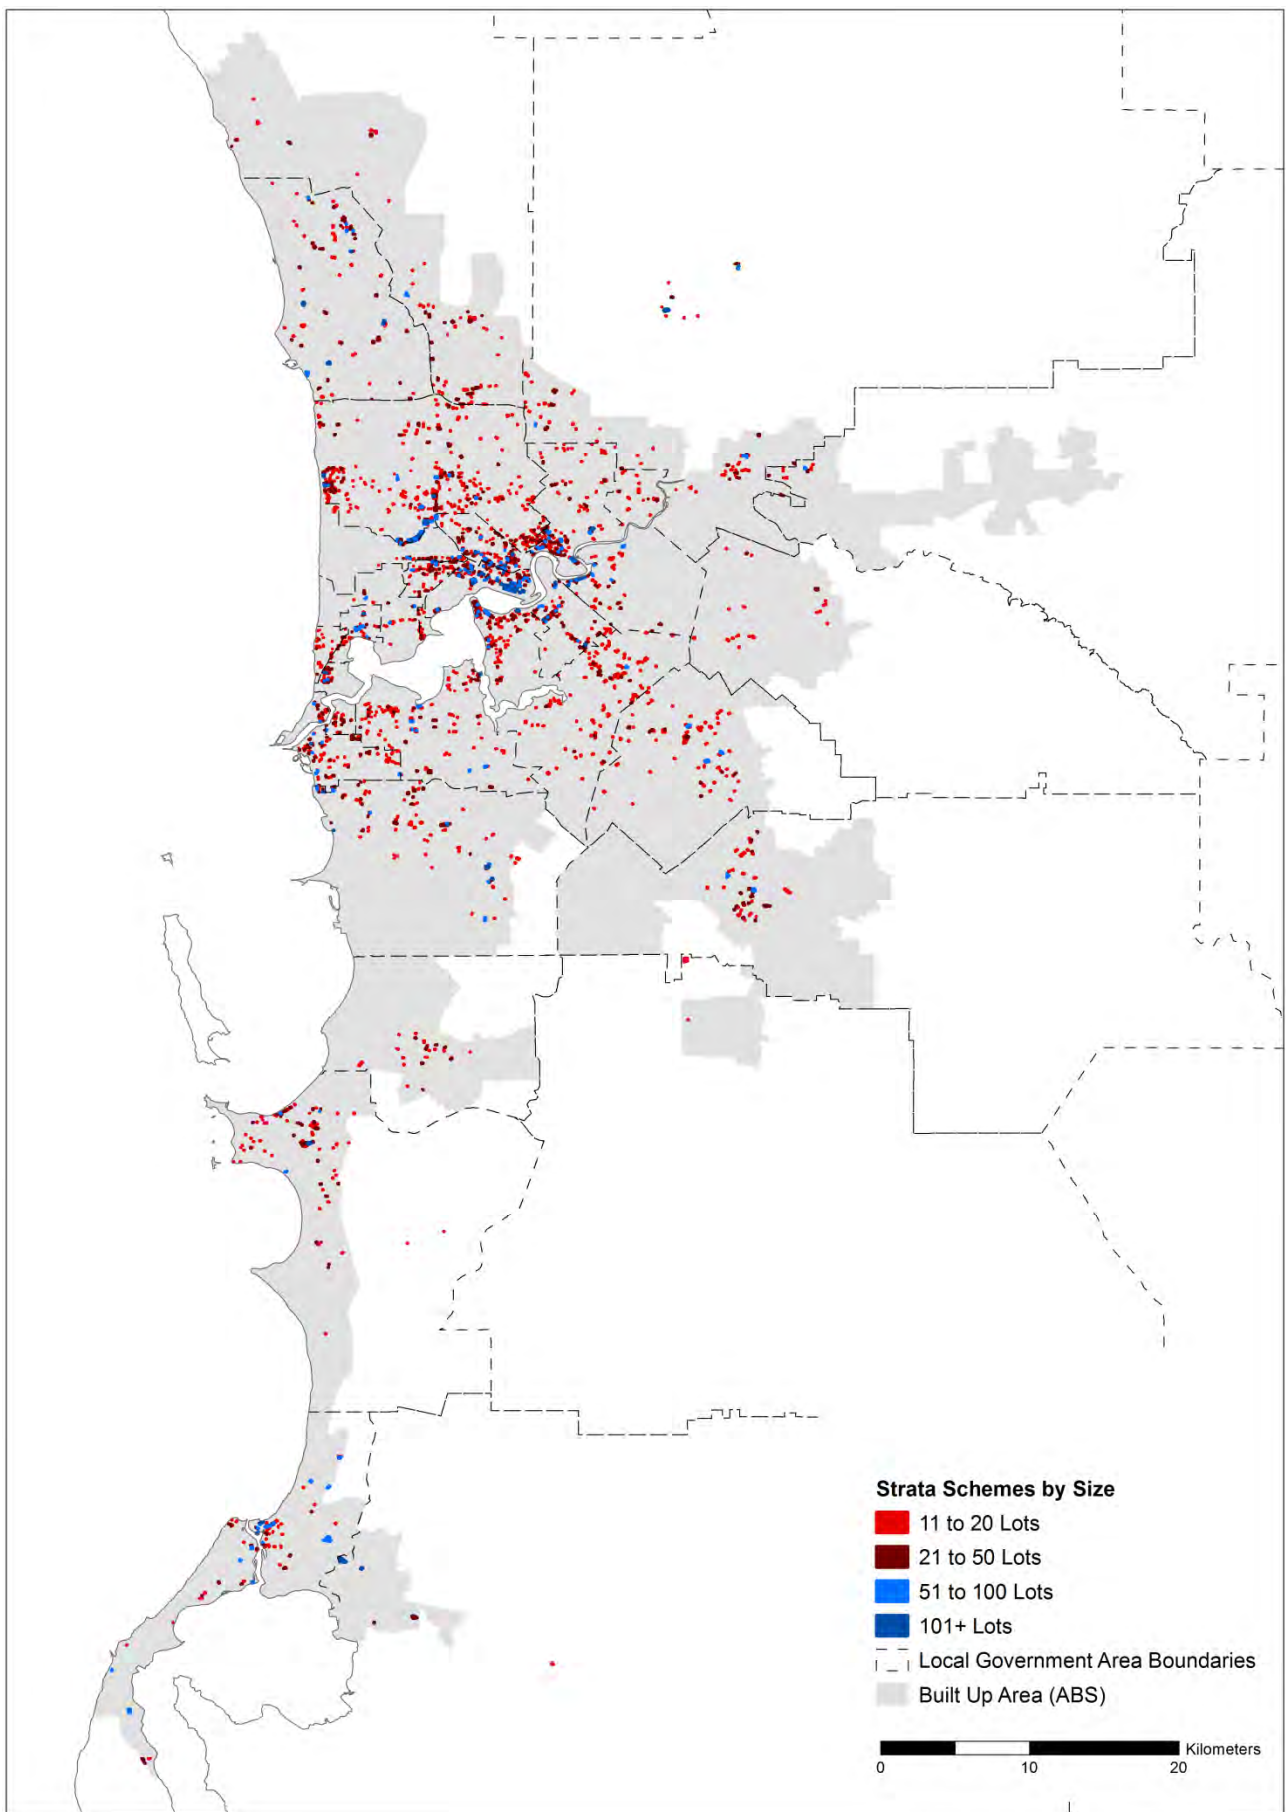 Strata Schemes by Size
11 to 20 Lots
21 to 50 Lots
51 to 100 Lots
101+ Lots
Local Government Area Boundaries
Built Up Area (ABS)
Kilometers
0 10 20